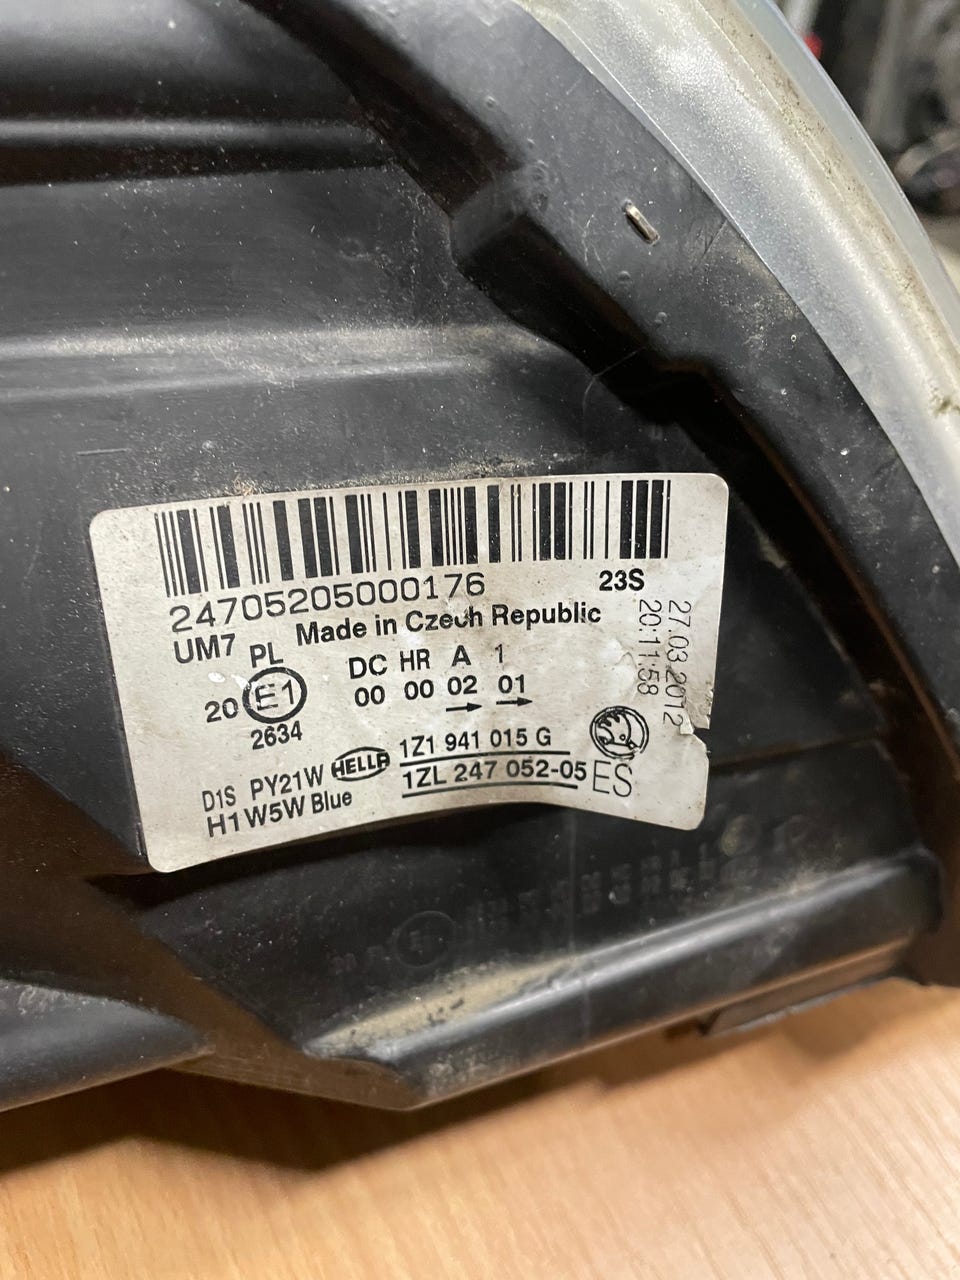 24705205000176
23S
UM7
Made in Czech Republic
27.03.2012
20:11:58
PL
DC HR A 1
20 E1
00 00 02 01
2634
D1S PY21W
HELLA
1Z1 941 015 G
H1 W5W Blue
1ZL 247 052-05
ES